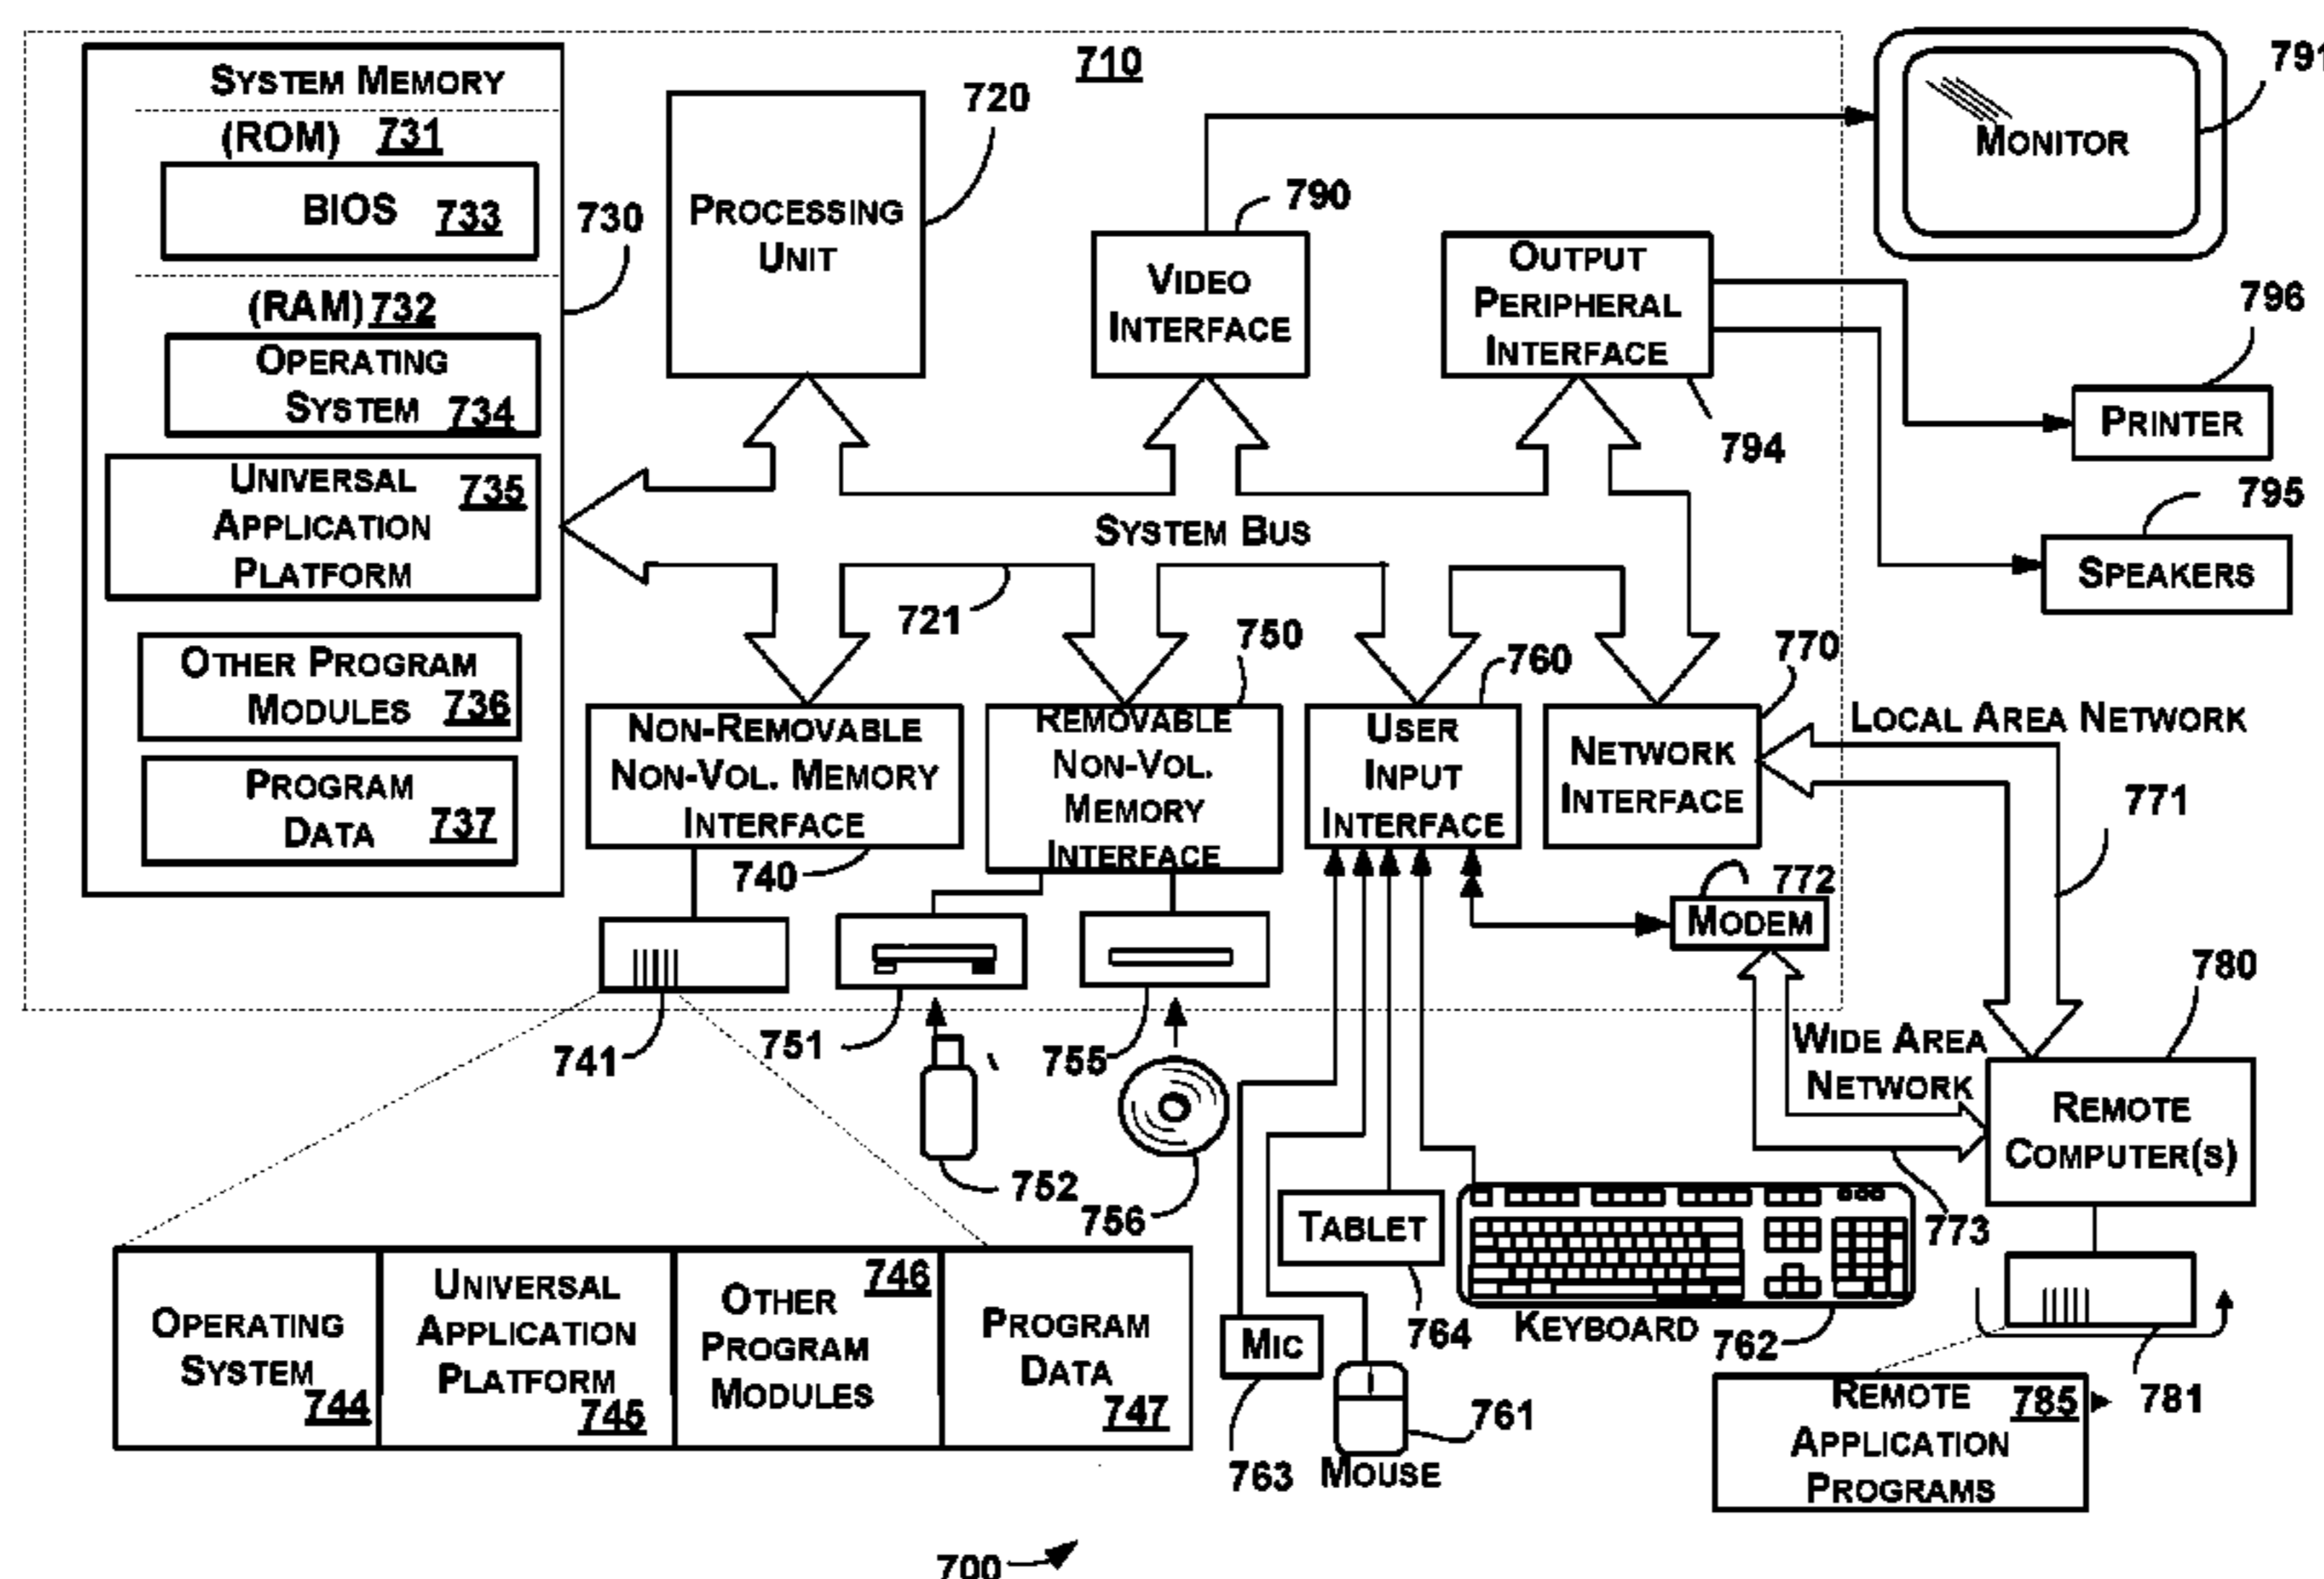 710
SYSTEM MEMORY
(ROM) 731
BIOS 733
730
(RAM) 732
OPERATING
SYSTEM 734
UNIVERSAL 735
APPLICATION
PLATFORM
OTHER PROGRAM
MODULES 736
PROGRAM
DATA 737
720
PROCESSING
UNIT
790
VIDEO
INTERFACE
OUTPUT
PERIPHERAL
INTERFACE
794
791
MONITOR
796
PRINTER
795
SPEAKERS
SYSTEM BUS
721
NON-REMOVABLE
NON-VOL. MEMORY
INTERFACE
740
750
REMOVABLE
NON-VOL.
MEMORY
INTERFACE
760
USER
INPUT
INTERFACE
770
NETWORK
INTERFACE
LOCAL AREA NETWORK
771
772
MODEM
741
751
752
755
756
WIDE AREA
NETWORK
773
780
REMOTE
COMPUTER(S)
781
REMOTE 785
APPLICATION
PROGRAMS
OPERATING
SYSTEM
744
UNIVERSAL
APPLICATION
PLATFORM
745
746
OTHER
PROGRAM
MODULES
PROGRAM
DATA
747
MIC
763
MOUSE
761
TABLET
764
KEYBOARD 762
700